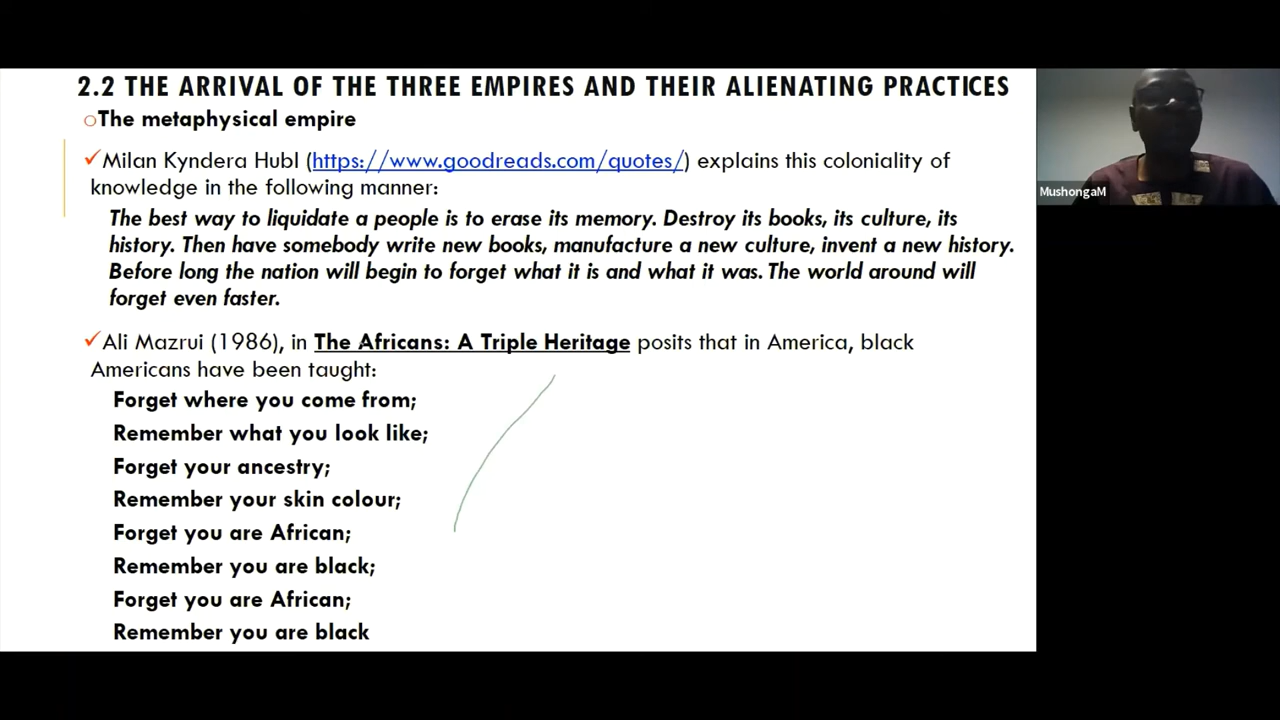 2.2 THE ARRIVAL OF THE THREE EMPIRES AND THEIR ALIENATING PRACTICES
The metaphysical empire
Milan Kyndera Hubl (https://www.goodreads.com/quotes/) explains this coloniality of
knowledge in the following manner:
The best way to liquidate a people is to erase its memory. Destroy its books, its culture, its
history. Then have somebody write new books, manufacture a new culture, invent a new history.
Before long the nation will begin to forget what it is and what it was. The world around will
forget even faster.
Ali Mazrui (1986), in The Africans: A Triple Heritage posits that in America, black
Americans have been taught:
Forget where you come from;
Remember what you look like;
Forget your ancestry;
Remember your skin colour;
Forget you are African;
Remember you are black;
Forget you are African;
Remember you are black
MushongaM